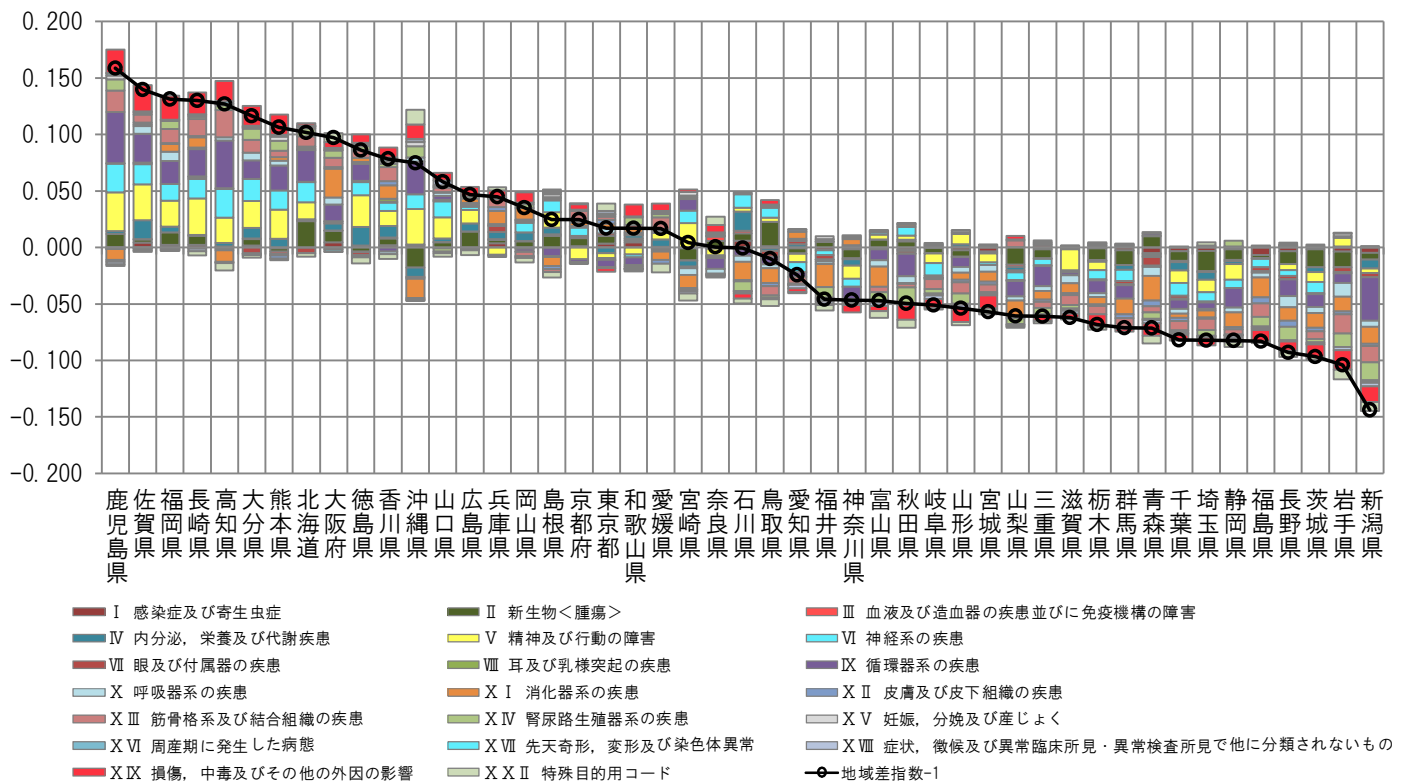 0.200
0.150
0.100
0.050
0.000
-0.050
-0.100
-0.150
-0.200
鹿児島県
佐賀県
福岡県
長崎県
高知県
大分県
熊本県
北海道
大阪府
徳島県
香川県
沖縄県
山口県
広島県
兵庫県
岡山県
島根県
京都府
東京都
和歌山県
愛媛県
宮崎県
奈良県
石川県
鳥取県
愛知県
福井県
神奈川県
富山県
秋田県
岐阜県
山形県
宮城県
山梨県
三重県
滋賀県
栃木県
群馬県
青森県
千葉県
埼玉県
静岡県
福島県
長野県
茨城県
岩手県
新潟県
Ⅰ 感染症及び寄生虫症
Ⅱ 新生物＜腫瘍＞
Ⅲ 血液及び造血器の疾患並びに免疫機構の障害
Ⅳ 内分泌，栄養及び代謝疾患
Ⅴ 精神及び行動の障害
Ⅵ 神経系の疾患
Ⅶ 眼及び付属器の疾患
Ⅷ 耳及び乳様突起の疾患
Ⅸ 循環器系の疾患
Ⅹ 呼吸器系の疾患
ⅩⅠ 消化器系の疾患
ⅩⅡ 皮膚及び皮下組織の疾患
ⅩⅢ 筋骨格系及び結合組織の疾患
ⅩⅣ 腎尿路生殖器系の疾患
ⅩⅤ 妊娠，分娩及び産じょく
ⅩⅥ 周産期に発生した病態
ⅩⅦ 先天奇形，変形及び染色体異常
ⅩⅧ 症状，徴候及び異常臨床所見・異常検査所見で他に分類されないもの
ⅩⅨ 損傷，中毒及びその他の外因の影響
ⅩⅩⅡ 特殊目的用コード
地域差指数-1